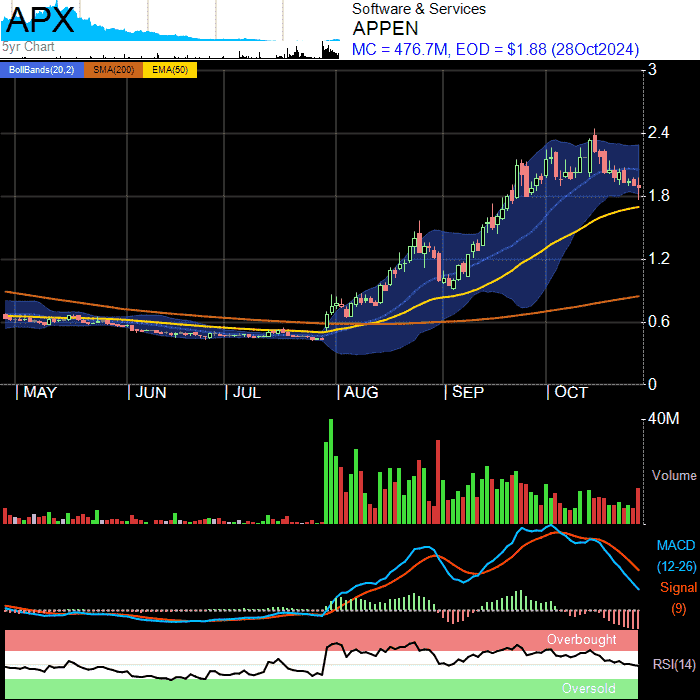 APX
5yr Chart
Software & Services
APPEN
MC = 476.7M, EOD = $1.88 (28Oct2024)
BollBands(20,2) SMA(200) EMA(50)
3
2.4
1.8
1.2
0.6
0
MAY JUN JUL AUG SEP OCT
40M
Volume
MACD
(12-26)
Signal
(9)
Overbought
RSI(14)
Oversold